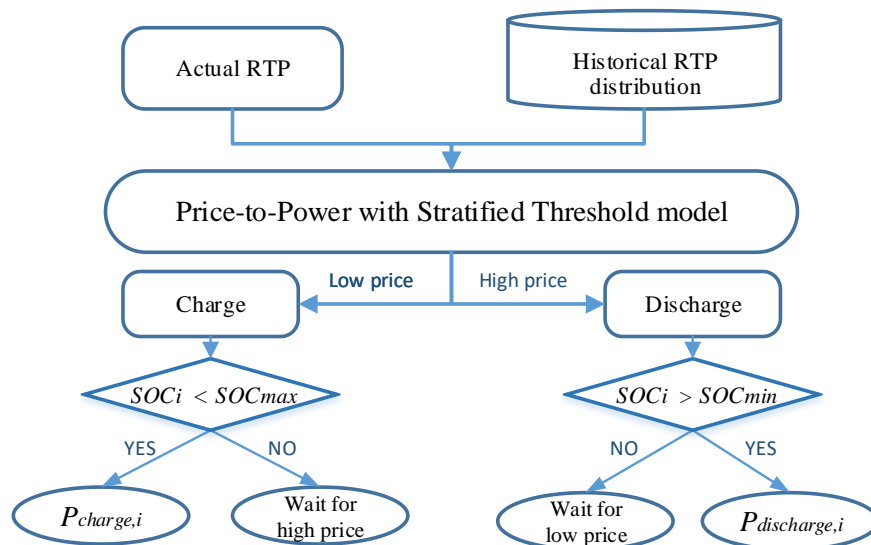 Actual RTP
Historical RTP
distribution
Price-to-Power with Stratified Threshold model
Low price
High price
Charge
Discharge
SOCi < SOCmax
SOCi > SOCmin
YES
NO
NO
YES
Pcharge,i
Wait for
high price
Wait for
low price
Pdischarge,i